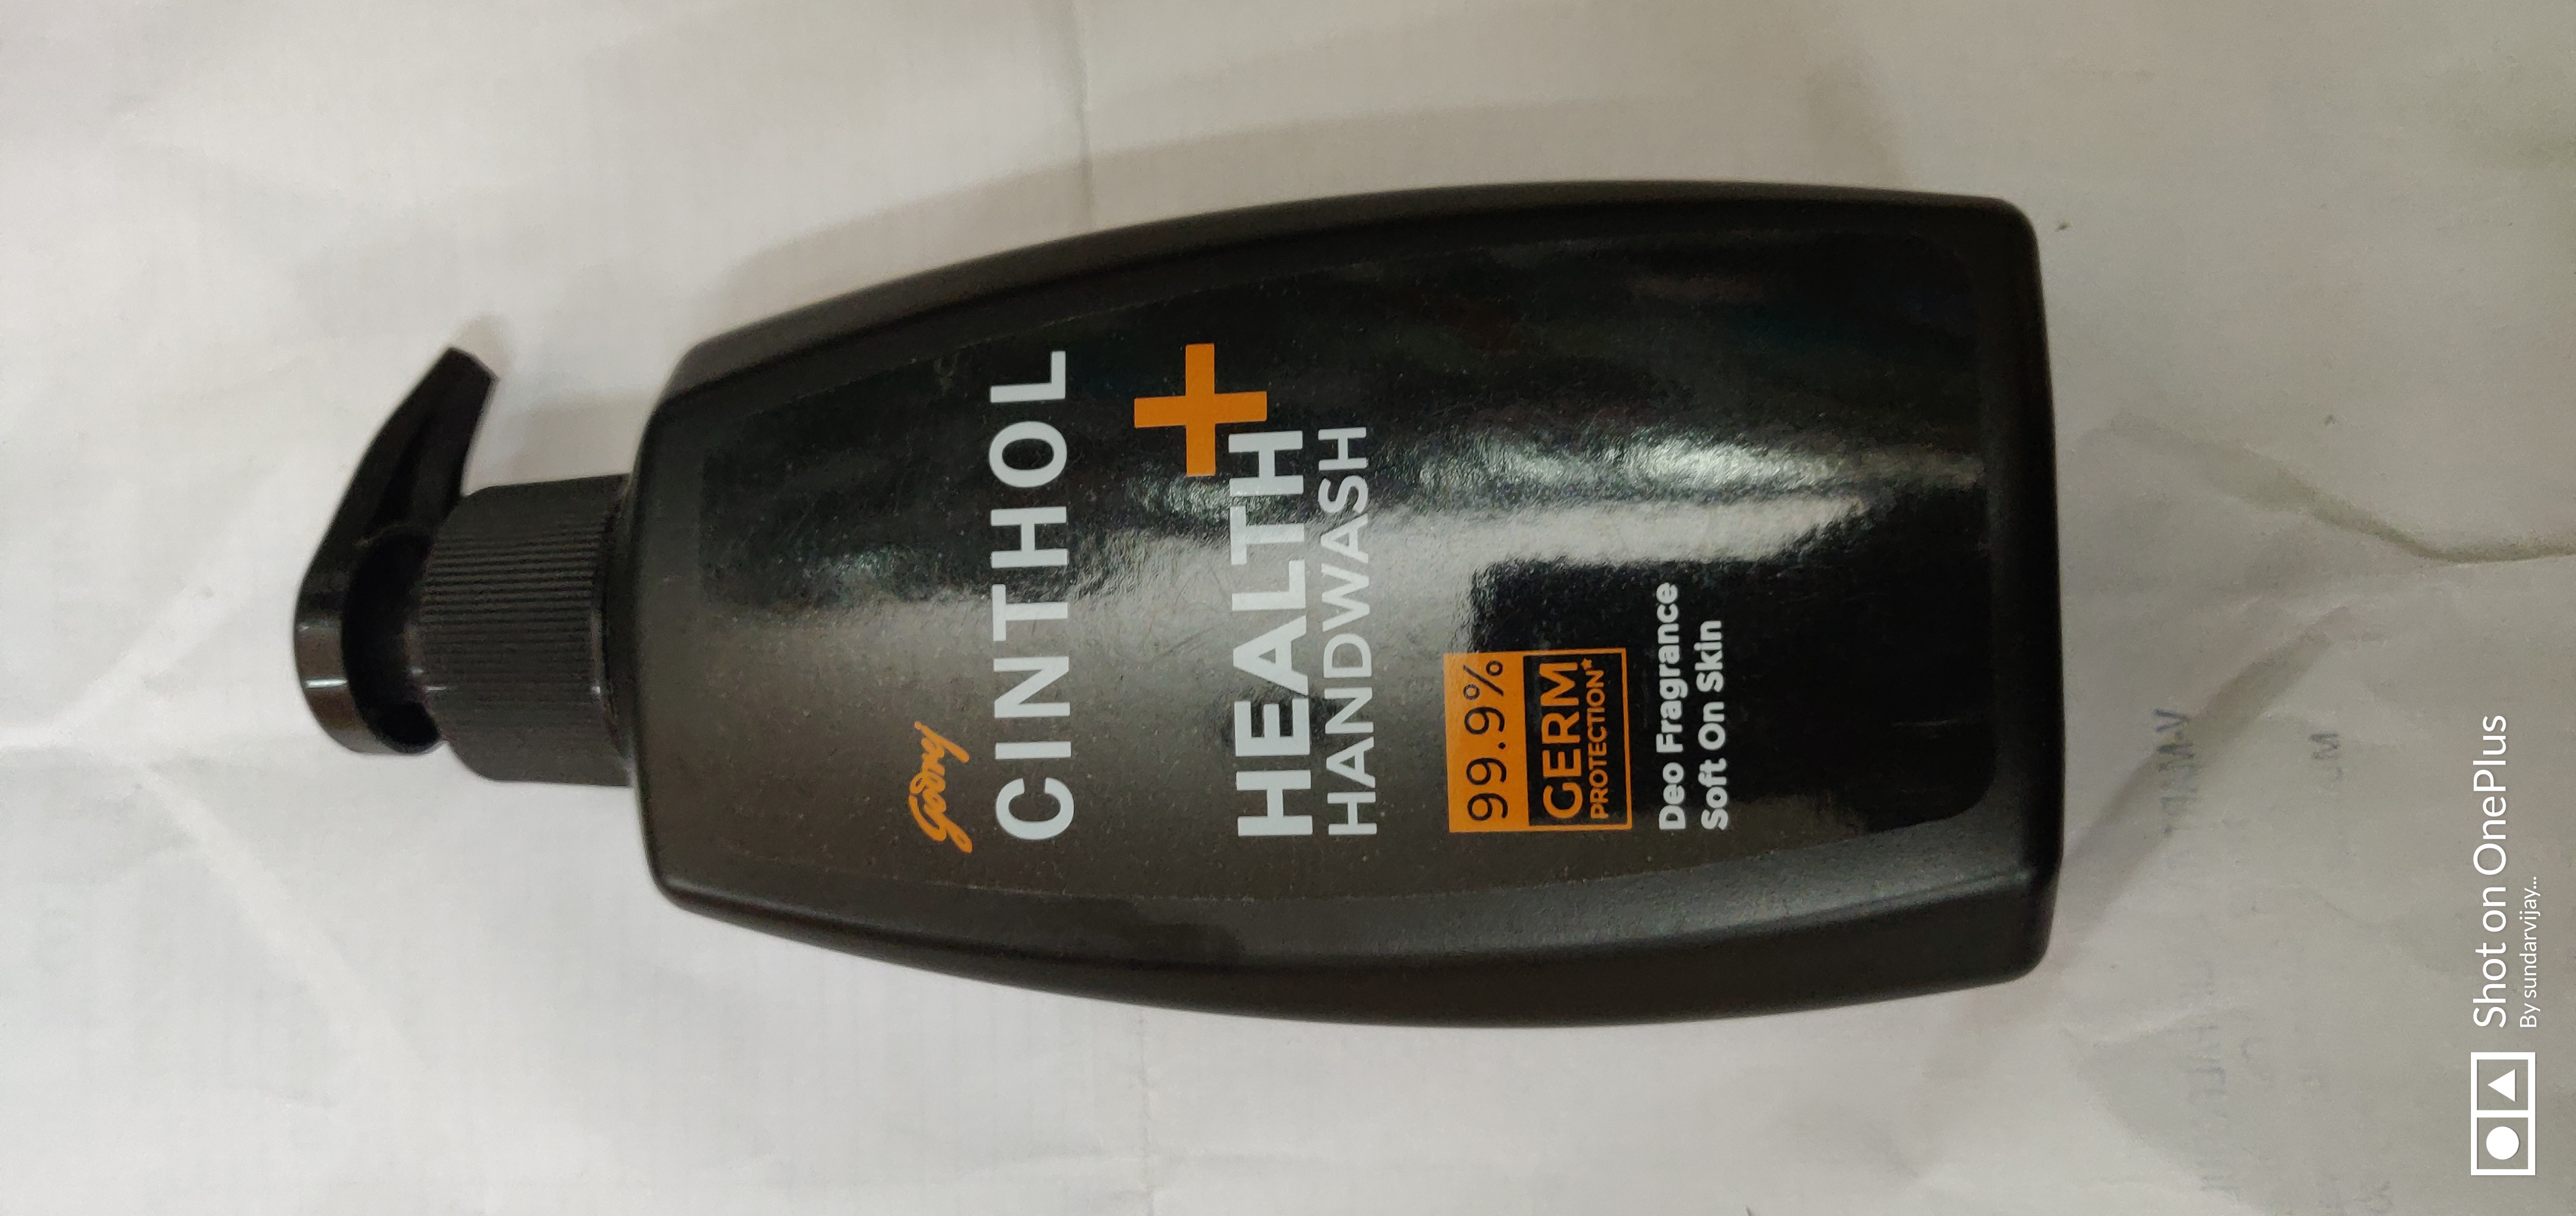 Godrej
CINTHOL
HEALTH+
HANDWASH
99.9%
GERM
PROTECTION*
Deo Fragrance
Soft On Skin
Shot on OnePlus
By sundarvijay...